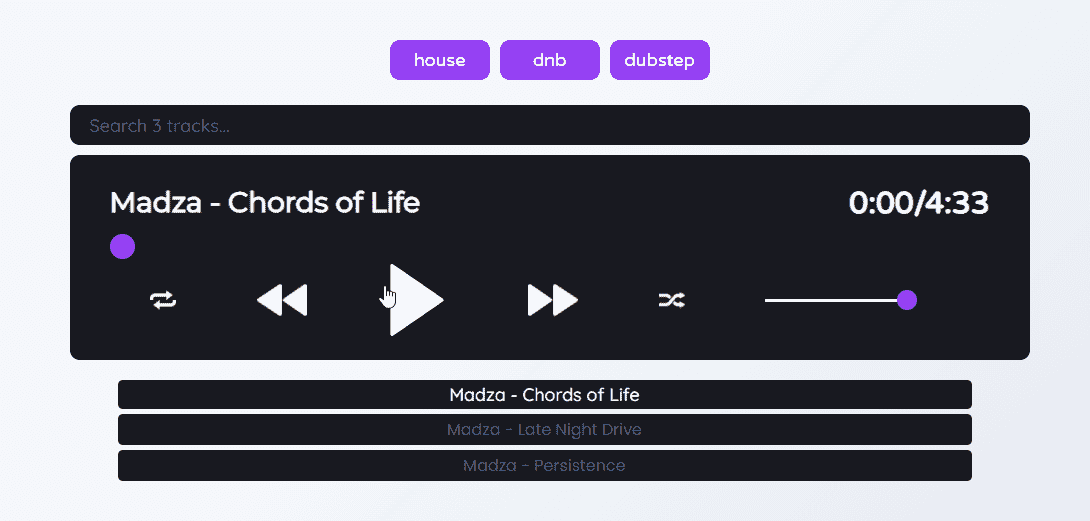 house dnb dubstep
Search 3 tracks...
Madza - Chords of Life 0:00/4:33
Madza - Chords of Life
Madza - Late Night Drive
Madza - Persistence